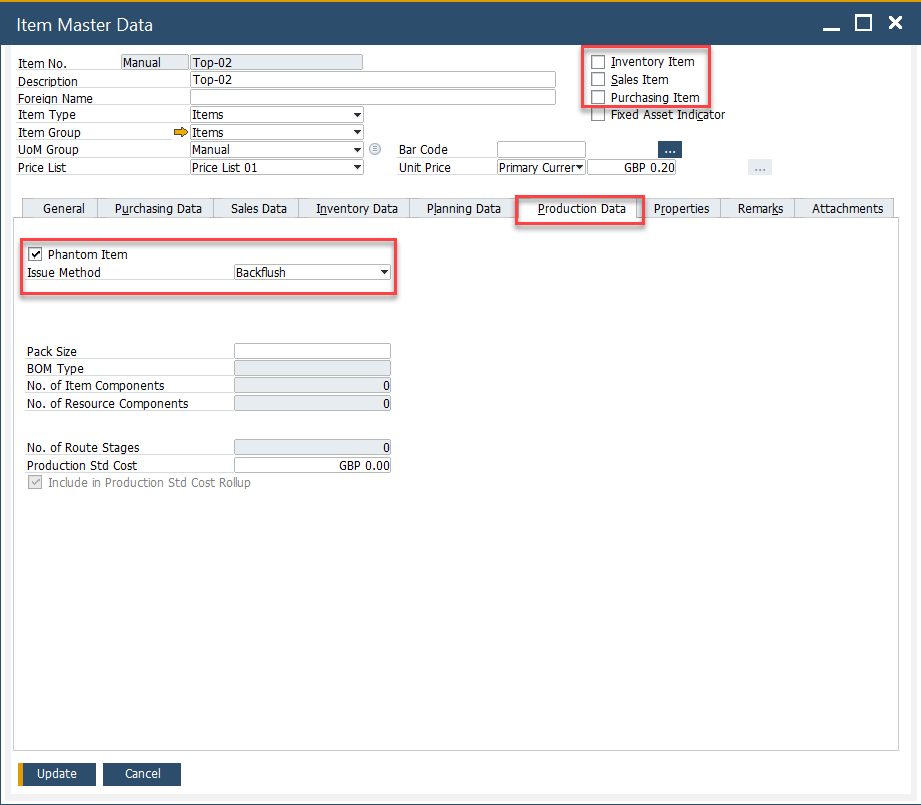 Item Master Data
Item No. Manual Top-02
Description Top-02
Foreign Name
Item Type Items
Item Group Items
UoM Group Manual
Price List Price List 01
Inventory Item
Sales Item
Purchasing Item
Fixed Asset Indicator
Bar Code ...
Unit Price Primary Currer GBP 0.20 ...
General Purchasing Data Sales Data Inventory Data Planning Data Production Data Properties Remarks Attachments
Phantom Item
Issue Method Backflush
Pack Size
BOM Type
No. of Item Components 0
No. of Resource Components 0
No. of Route Stages 0
Production Std Cost GBP 0.00
Include in Production Std Cost Rollup
Update Cancel